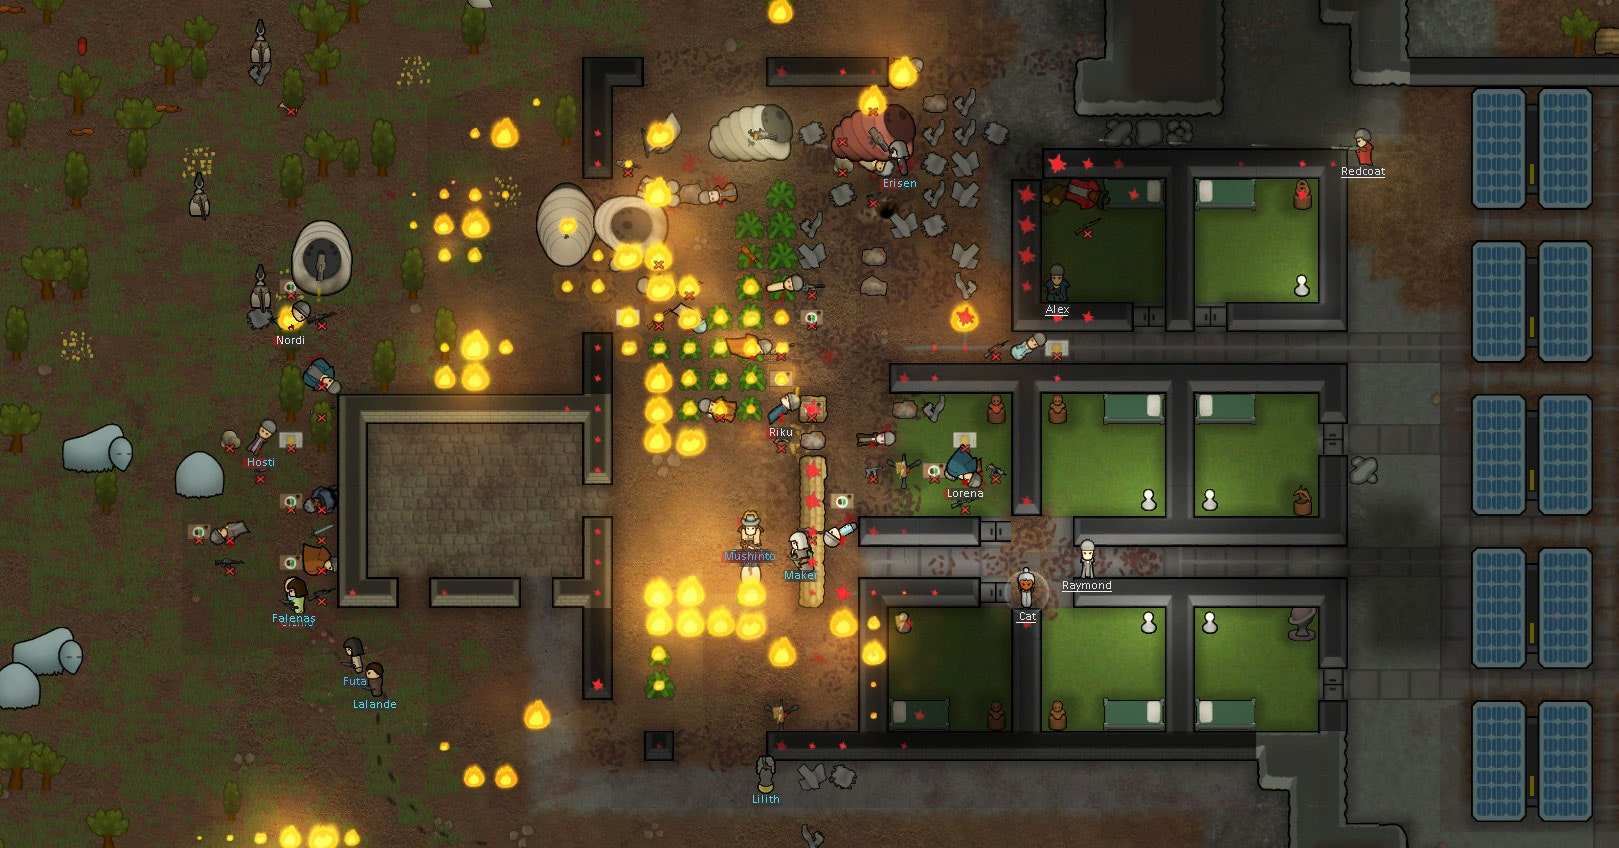 Redcoat
Erisen
Alex
Nordi
Riku
Hosti
Lorena
Mushinto
Maker
Raymond
Cat
Falenas
Futa
Lalande
Lilith